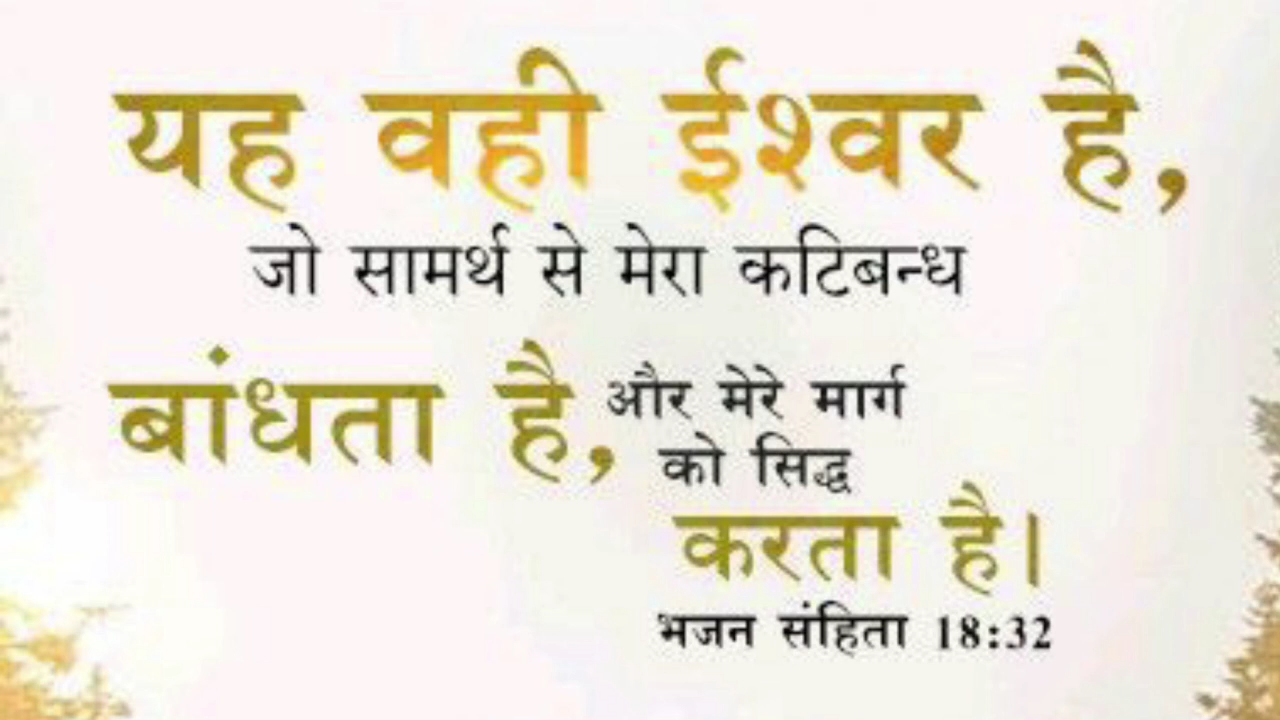 यह वही ईश्वर है,
जो सामर्थ से मेरा कटिबन्ध
बांधता है, और मेरे मार्ग
को सिद्ध
करता है।
भजन संहिता 18:32